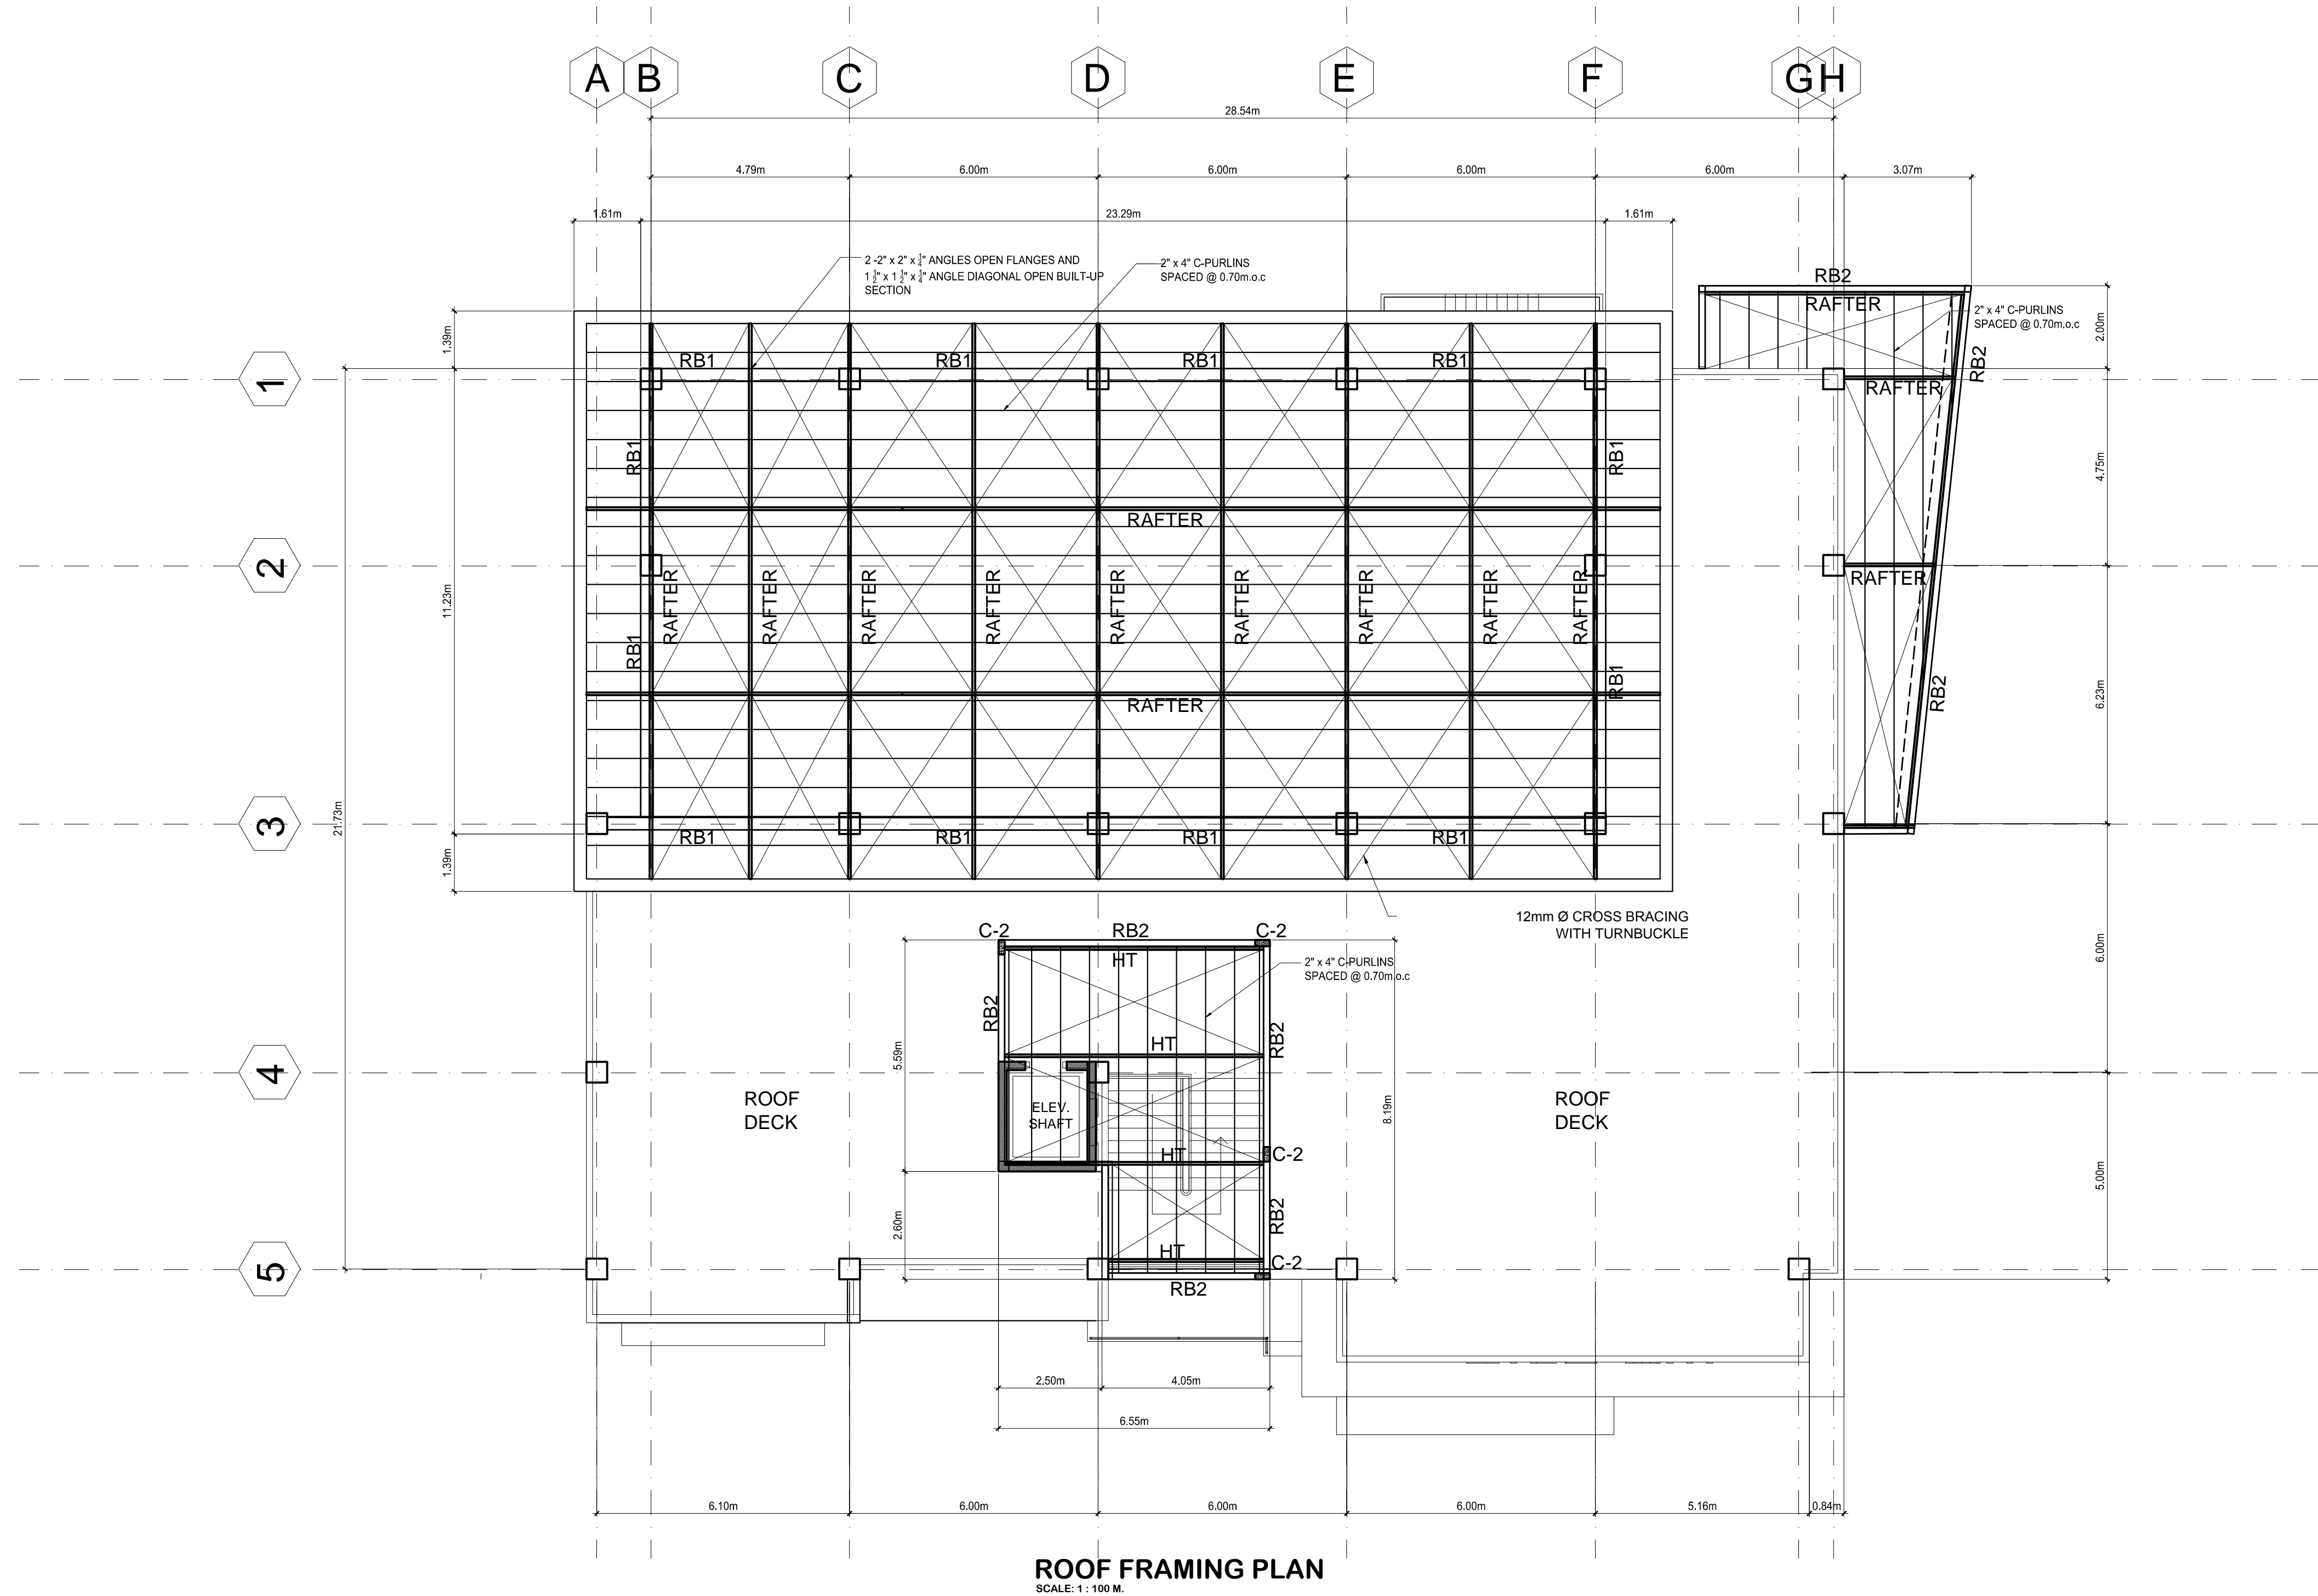 A B C D E F G H
28.54m
4.79m 6.00m 6.00m 6.00m 6.00m 3.07m
1.61m 23.29m 1.61m
2 -2" x 2" x 1/4" ANGLES OPEN FLANGES AND
1 1/2" x 1 1/2" x 1/4" ANGLE DIAGONAL OPEN BUILT-UP
SECTION
2" x 4" C-PURLINS
SPACED @ 0.70m.o.c
RB2
RAFTER
2" x 4" C-PURLINS
SPACED @ 0.70m.o.c
2.00m
1.39m
RB1 RB1 RB1 RB1
RB2
1
RAFTER
RB1
RB1
4.75m
RAFTER
2
RAFTER
11.23m
RAFTER RAFTER RAFTER RAFTER RAFTER RAFTER RAFTER RAFTER RAFTER
RB1
RB1
RB2
6.23m
RAFTER
21.73m
3
RB1 RB1 RB1 RB1
1.39m
12mm Ø CROSS BRACING
WITH TURNBUCKLE
C-2 RB2 C-2
HT
2" x 4" C-PURLINS
SPACED @ 0.70m.o.c
6.00m
RB2
RB2
HT
5.59m
4
ROOF
DECK
ELEV.
SHAFT
8.19m
ROOF
DECK
HT
C-2
5.00m
2.60m
RB2
HT
C-2
5
RB2
2.50m 4.05m
6.55m
6.10m 6.00m 6.00m 6.00m 5.16m 0.84m
ROOF FRAMING PLAN
SCALE: 1 : 100 M.